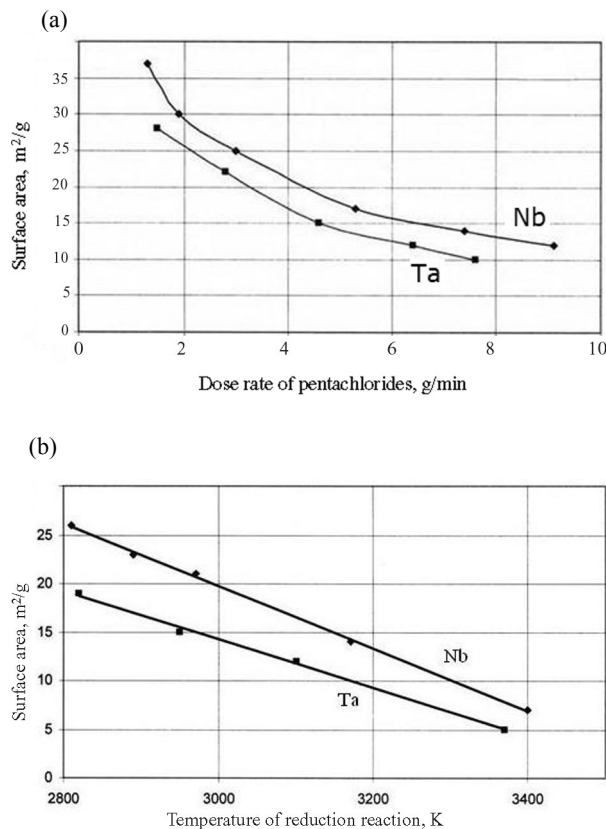 (a)
35
30
25
20
15
10
5
0
Surface area, m²/g
Nb
Ta
2 4 6 8 10
Dose rate of pentachlorides, g/min
(b)
25
20
15
10
5
0
Surface area, m²/g
Nb
Ta
2800 3000 3200 3400
Temperature of reduction reaction, K